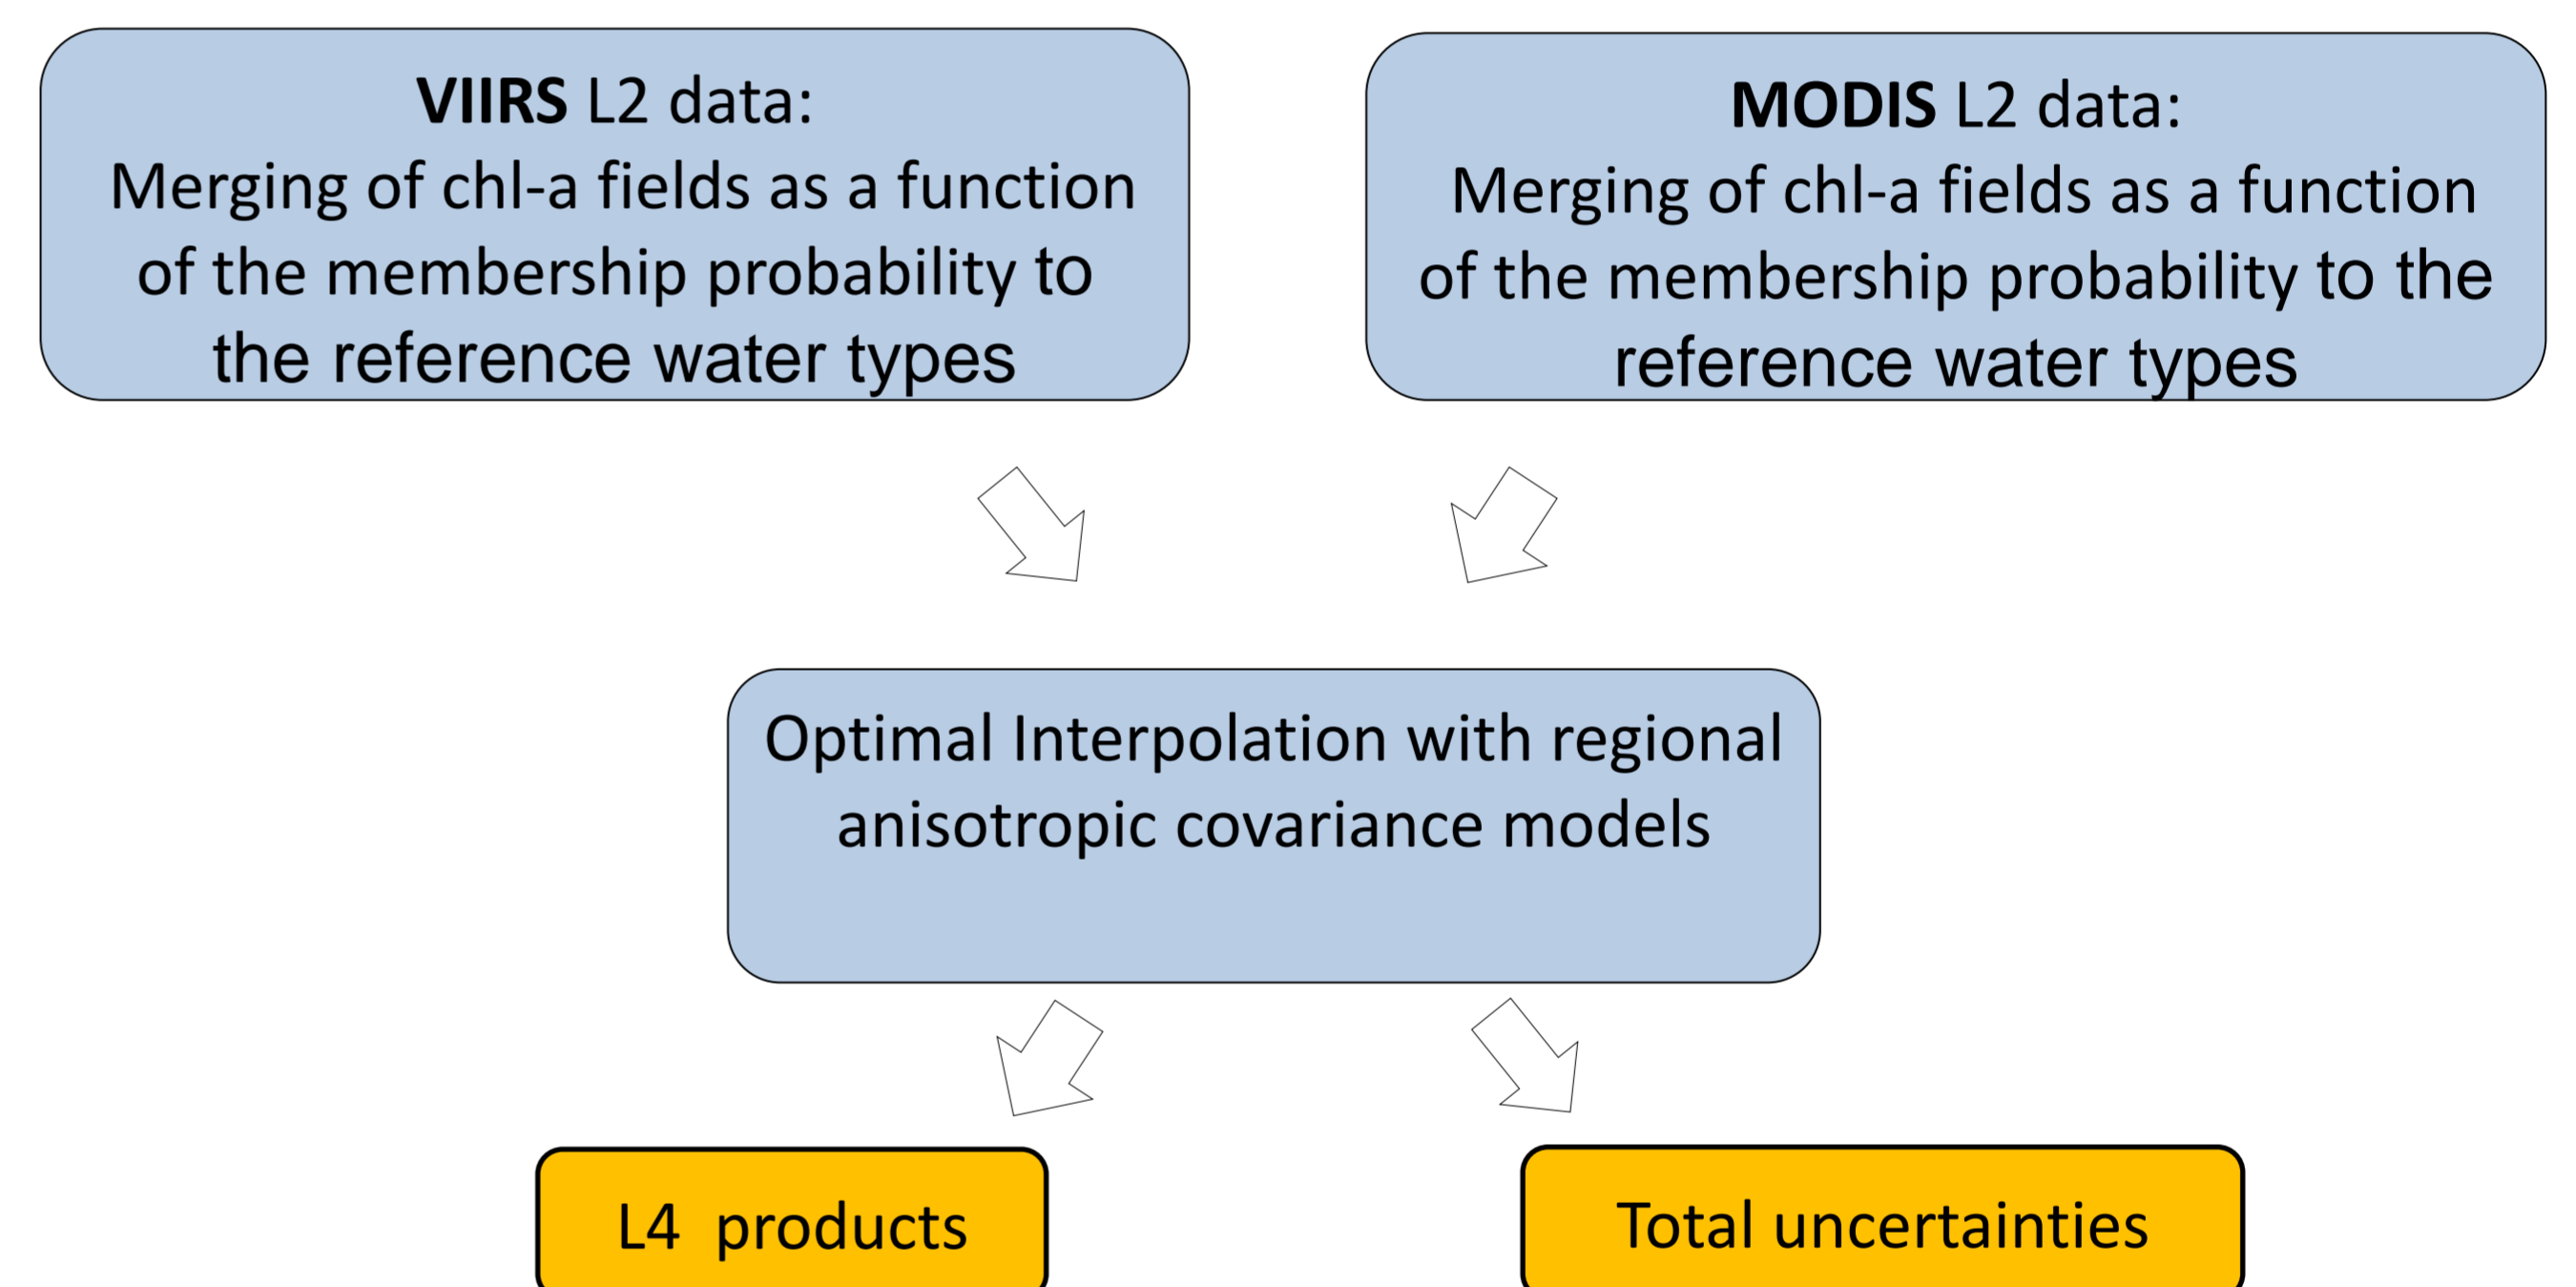 VIIRS L2 data:
Merging of chl-a fields as a function
of the membership probability to
the reference water types
MODIS L2 data:
Merging of chl-a fields as a function
of the membership probability to the
reference water types
Optimal Interpolation with regional
anisotropic covariance models
L4 products
Total uncertainties